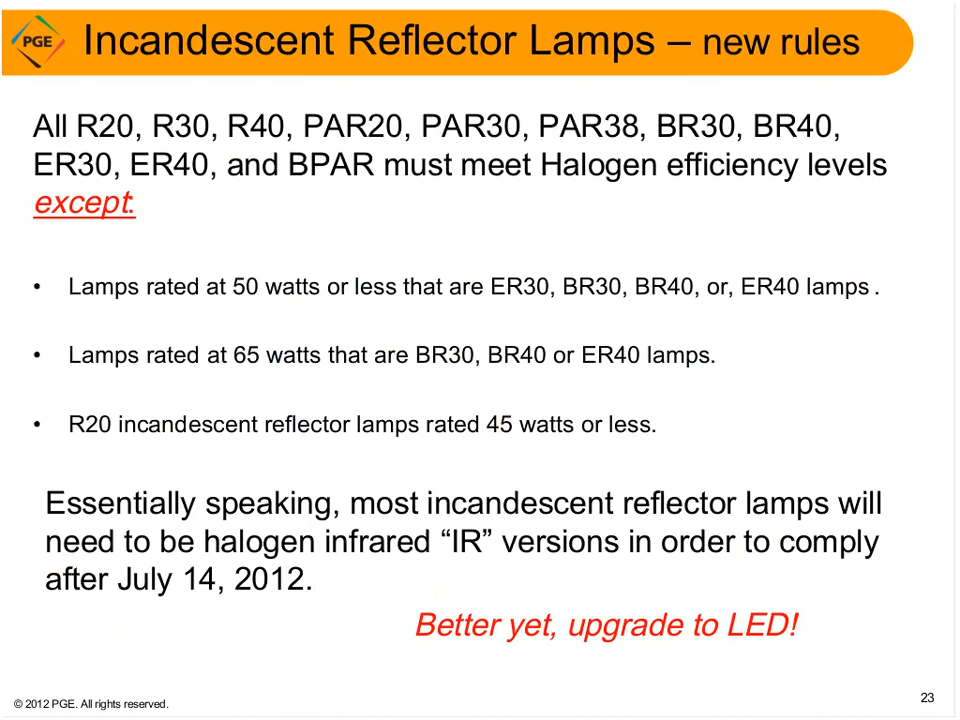 PGE
Incandescent Reflector Lamps – new rules
All R20, R30, R40, PAR20, PAR30, PAR38, BR30, BR40,
ER30, ER40, and BPAR must meet Halogen efficiency levels
except:
• Lamps rated at 50 watts or less that are ER30, BR30, BR40, or, ER40 lamps .
• Lamps rated at 65 watts that are BR30, BR40 or ER40 lamps.
• R20 incandescent reflector lamps rated 45 watts or less.
Essentially speaking, most incandescent reflector lamps will
need to be halogen infrared “IR” versions in order to comply
after July 14, 2012.
Better yet, upgrade to LED!
© 2012 PGE. All rights reserved.
23